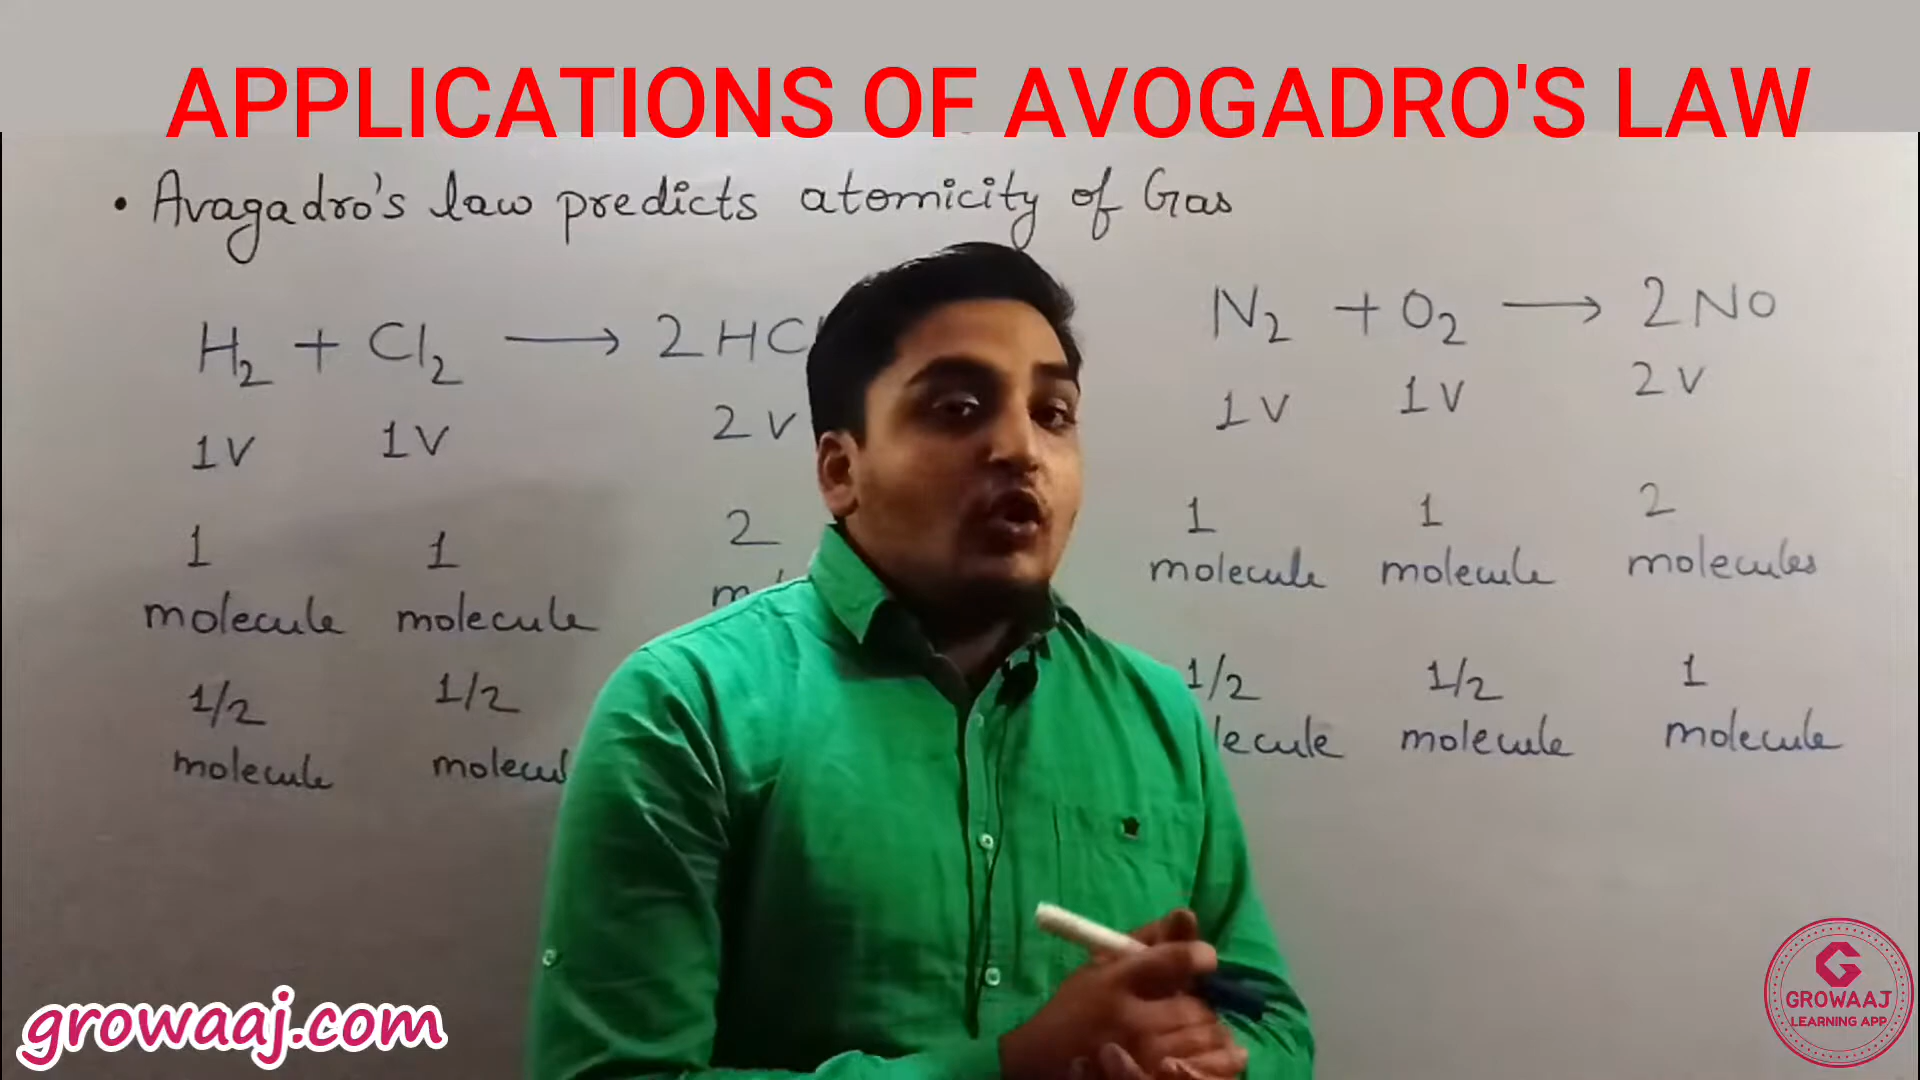 APPLICATIONS OF AVOGADRO'S LAW
• Avagadro's law predicts atomicity of Gas
H₂ + Cl₂ ⟶ 2HC
1V 1V 2V
1 1 2
molecule molecule
1/2 1/2
molecule
N₂ + O₂ ⟶ 2NO
1V 1V 2V
1 1 2
molecule molecule molecules
1/2 1/2 1
lecule molecule molecule
growaaj.com
G
GROWAAJ
LEARNING APP